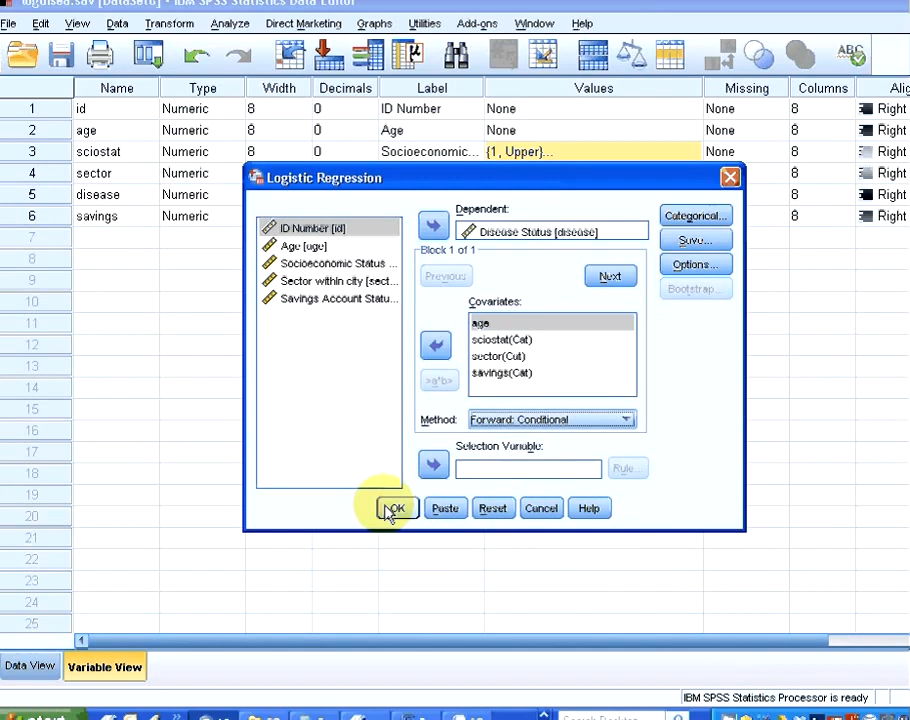 IBM SPSS Statistics Data Editor
File Edit View Data Transform Analyze Direct Marketing Graphs Utilities Add-ons Window Help
Name Type Width Decimals Label Values Missing Columns
1 id Numeric 8 0 ID Number None None 8 Right
2 age Numeric 8 0 Age None None 8 Right
3 sciostat Numeric 8 0 Socioeconomic... {1, Upper}... None 8 Right
4 sector Numeric 8 Right
5 disease Numeric 8 Right
6 savings Numeric 8 Right
7
8
9
10
11
12
13
14
15
16
17
18
19
20
21
22
23
24
25
Logistic Regression
ID Number [id]
Age [age]
Socioeconomic Status ...
Sector within city [sect...
Savings Account Statu...
Dependent:
Disease Status [disease]
Block 1 of 1
Previous Next
Covariates:
age
sciostat(Cat)
sector(Cat)
savings(Cat)
>a*b>
Method: Forward: Conditional
Selection Variable:
Rule...
Categorical...
Save...
Options...
Bootstrap...
OK Paste Reset Cancel Help
Data View Variable View
IBM SPSS Statistics Processor is ready
start
Search Desktop